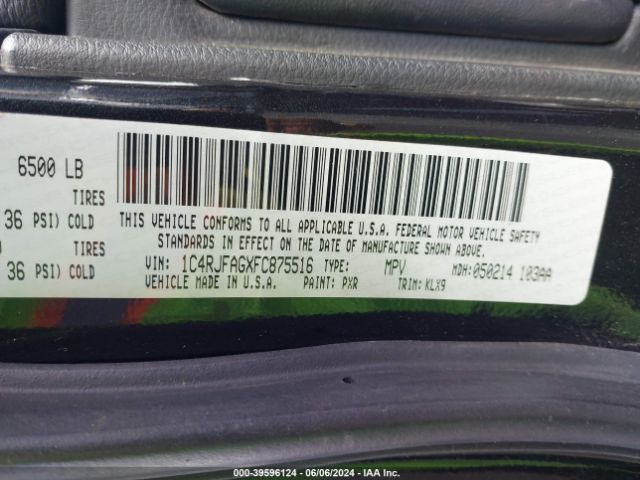 6500 LB
TIRES
36 PSI) COLD
TIRES
36 PSI) COLD
THIS VEHICLE CONFORMS TO ALL APPLICABLE U.S.A. FEDERAL MOTOR VEHICLE SAFETY
STANDARDS IN EFFECT ON THE DATE OF MANUFACTURE SHOWN ABOVE.
VIN: 1C4RJFAGXFC875516 TYPE: MPV MDH:050214 103AA
VEHICLE MADE IN U.S.A. PAINT: PXR TRIM:KLX9
000-39596124 - 06/06/2024 - IAA Inc.